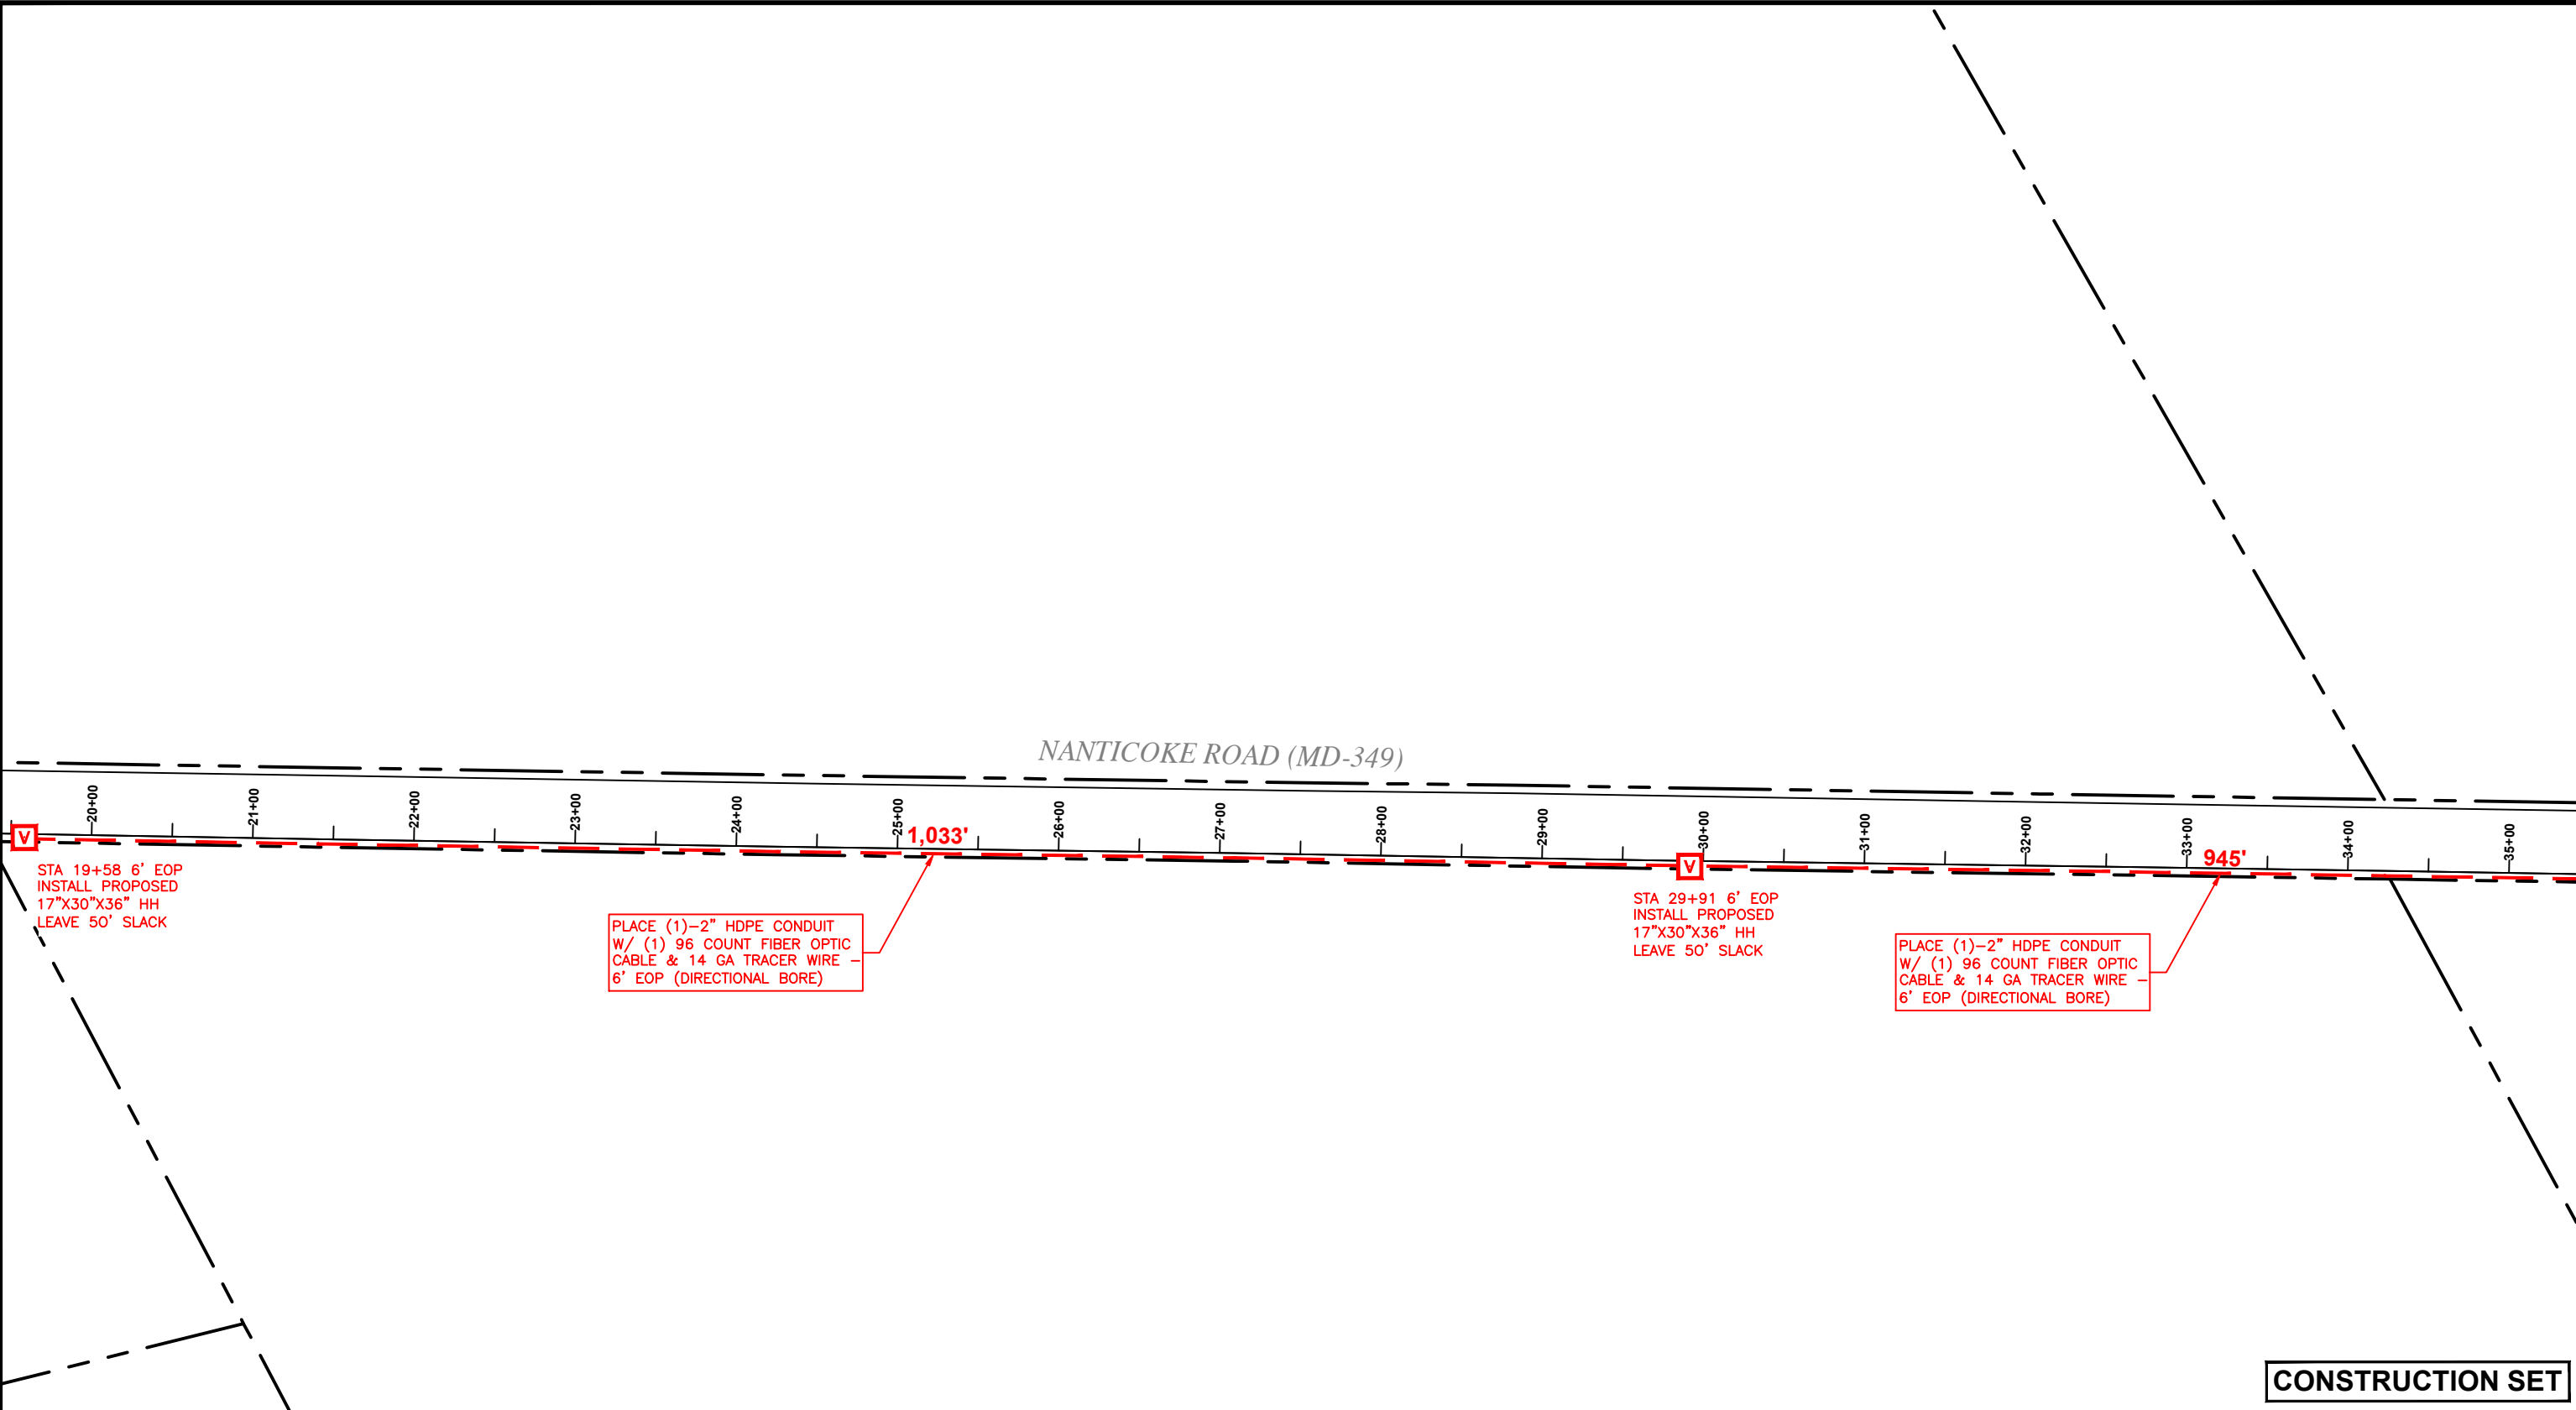 NANTICOKE ROAD (MD-349)
20+00
21+00
22+00
23+00
24+00
25+00
26+00
27+00
28+00
29+00
30+00
31+00
32+00
33+00
34+00
35+00
1,033'
945'
V
STA 19+58 6' EOP
INSTALL PROPOSED
17"X30"X36" HH
LEAVE 50' SLACK
PLACE (1)-2" HDPE CONDUIT
W/ (1) 96 COUNT FIBER OPTIC
CABLE & 14 GA TRACER WIRE -
6' EOP (DIRECTIONAL BORE)
V
STA 29+91 6' EOP
INSTALL PROPOSED
17"X30"X36" HH
LEAVE 50' SLACK
PLACE (1)-2" HDPE CONDUIT
W/ (1) 96 COUNT FIBER OPTIC
CABLE & 14 GA TRACER WIRE -
6' EOP (DIRECTIONAL BORE)
CONSTRUCTION SET